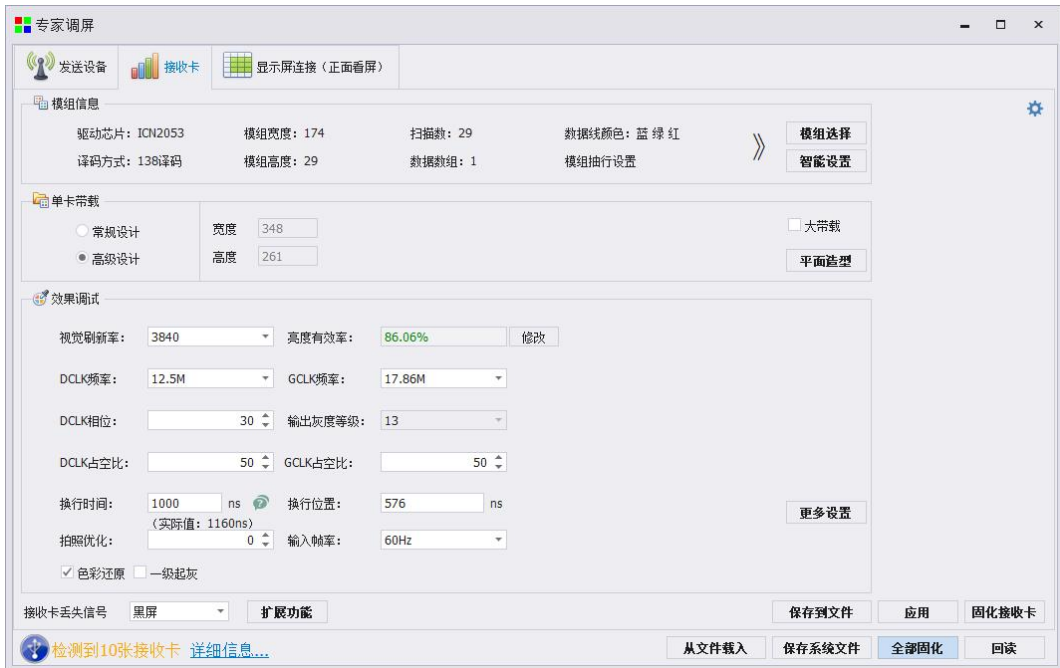 专家调屏
发送设备 接收卡 显示屏连接（正面看屏）
模组信息
驱动芯片: ICN2053 模组宽度: 174 扫描数: 29 数据线颜色: 蓝 绿 红 模组选择
译码方式: 138译码 模组高度: 29 数据数组: 1 模组抽行设置 智能设置
单卡带载
常规设计 宽度 348 大带载
高级设计 高度 261 平面造型
效果调试
视觉刷新率: 3840 亮度有效率: 86.06% 修改
DCLK频率: 12.5M GCLK频率: 17.86M
DCLK相位: 30 输出灰度等级: 13
DCLK占空比: 50 GCLK占空比: 50
换行时间: 1000 ns 换行位置: 576 ns 更多设置
(实际值: 1160ns)
拍照优化: 0 输入帧率: 60Hz
色彩还原 一级起灰
接收卡丢失信号 黑屏 扩展功能 保存到文件 应用 固化接收卡
检测到10张接收卡 详细信息... 从文件载入 保存系统文件 全部固化 回读